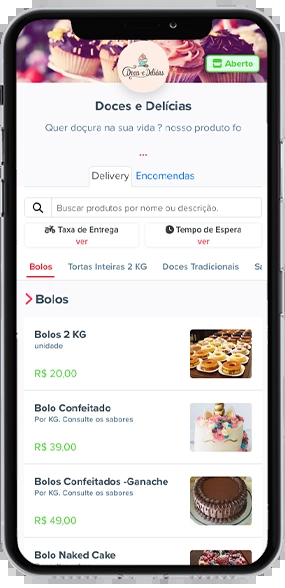 Doces e Delícias
Aberto
Doces e Delícias
Quer doçura na sua vida ? nosso produto fo
...
Delivery Encomendas
Buscar produtos por nome ou descrição.
Taxa de Entrega
ver
Tempo de Espera
ver
Bolos Tortas Inteiras 2 KG Doces Tradicionais Sa
Bolos
Bolos 2 KG
unidade
R$ 20,00
Bolo Confeitado
Por KG. Consulte os sabores
R$ 39,00
Bolos Confeitados -Ganache
Por KG. Consulte os sabores
R$ 49,00
Bolo Naked Cake